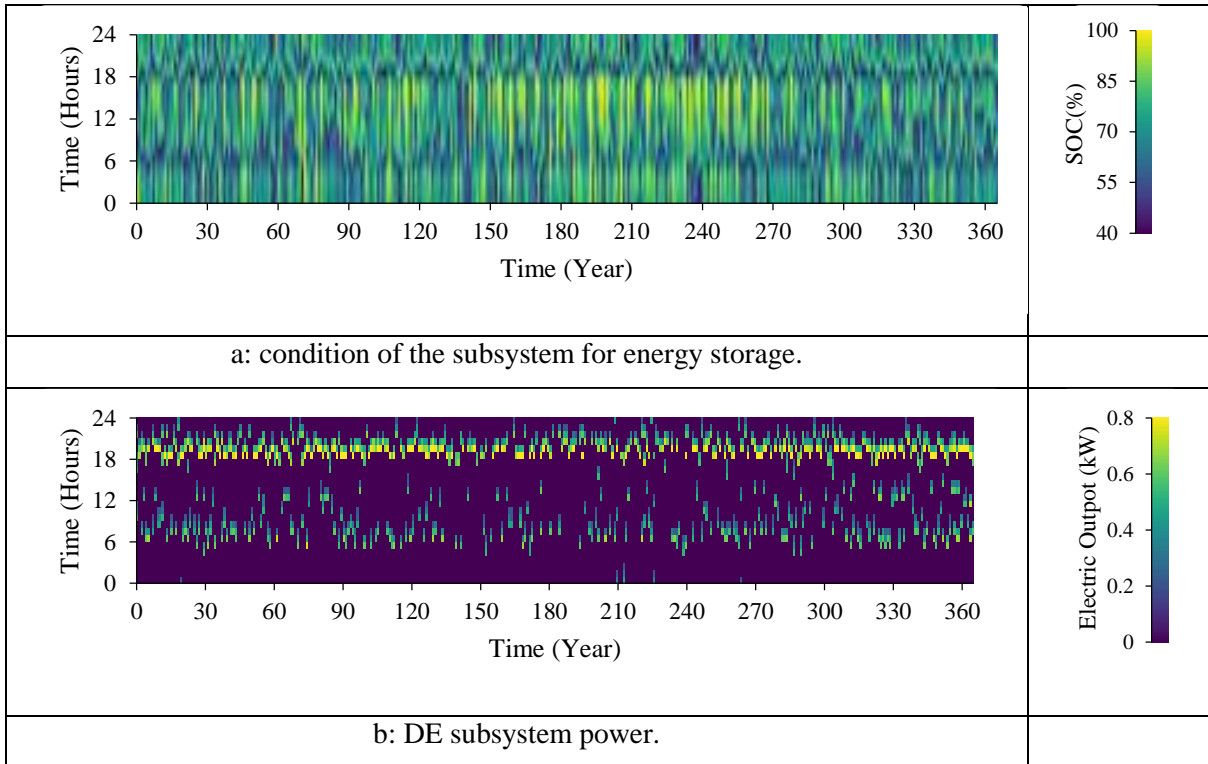 24
18
12
6
0
Time (Hours)
0 30 60 90 120 150 180 210 240 270 300 330 360
Time (Year)
100
85
70
55
40
SOC(%)
a: condition of the subsystem for energy storage.
24
18
12
6
0
Time (Hours)
0 30 60 90 120 150 180 210 240 270 300 330 360
Time (Year)
0.8
0.6
0.4
0.2
0
Electric Outpot (kW)
b: DE subsystem power.